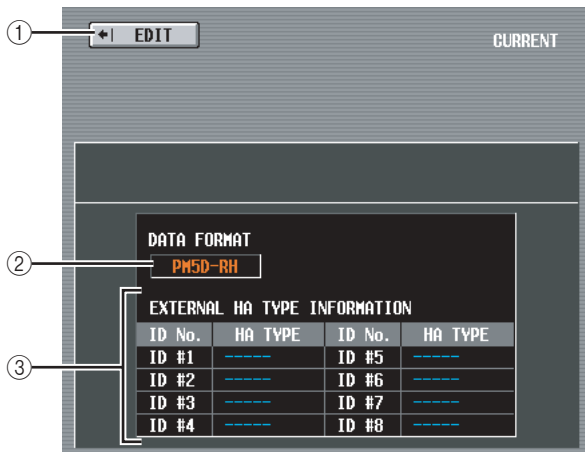 ① EDIT CURRENT
DATA FORMAT
② PM5D-RH
EXTERNAL HA TYPE INFORMATION
③
ID No. HA TYPE ID No. HA TYPE
ID #1 ----- ID #5 -----
ID #2 ----- ID #6 -----
ID #3 ----- ID #7 -----
ID #4 ----- ID #8 -----